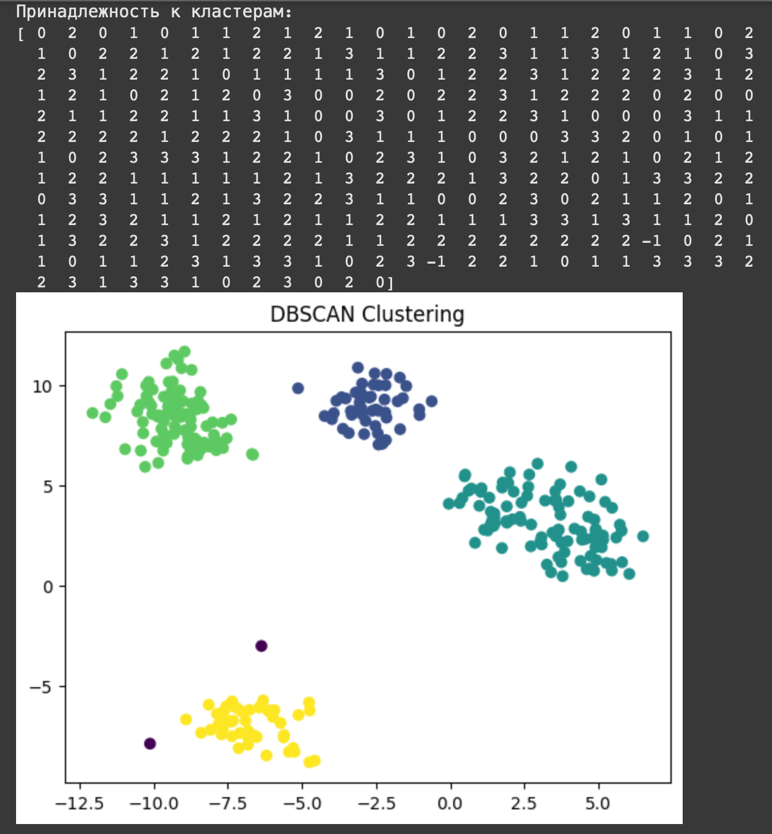 Принадлежность к кластерам:
[ 0 2 0 1 0 1 1 2 1 2 1 0 1 0 2 0 1 1 2 0 1 1 0 2
1 0 2 2 1 2 1 2 2 1 3 1 1 2 2 3 1 1 3 1 2 1 0 3
2 3 1 2 2 1 0 1 1 1 1 3 0 1 2 2 3 1 2 2 2 3 1 2
1 2 1 0 2 1 2 0 3 0 0 2 0 2 2 3 1 2 2 2 0 2 0 0
2 1 1 2 2 1 1 3 1 0 0 3 0 1 2 2 3 1 0 0 0 3 1 1
2 2 2 1 2 2 1 0 3 1 3 1 1 1 0 0 0 3 3 2 0 1 0 1
1 0 2 3 3 3 1 2 2 1 0 2 3 1 0 3 2 1 2 1 0 2 1 2
1 2 2 1 1 1 1 2 1 3 2 2 2 1 2 3 2 2 0 1 3 3 2 2
0 3 3 1 1 2 1 3 2 2 3 1 1 0 0 2 3 0 2 1 1 2 0 1
1 2 3 2 1 1 2 1 2 2 2 1 2 1 1 1 3 3 1 3 1 1 2 0
1 3 2 2 3 1 2 2 2 2 1 1 2 2 2 2 2 2 2 2 -1 0 2 1
1 0 1 1 2 3 1 3 3 1 0 2 3 -1 2 2 1 0 1 1 3 3 3 2
2 3 1 3 3 1 0 2 3 0 2 0]
DBSCAN Clustering
10
5
0
−5
−12.5 −10.0 −7.5 −5.0 −2.5 0.0 2.5 5.0